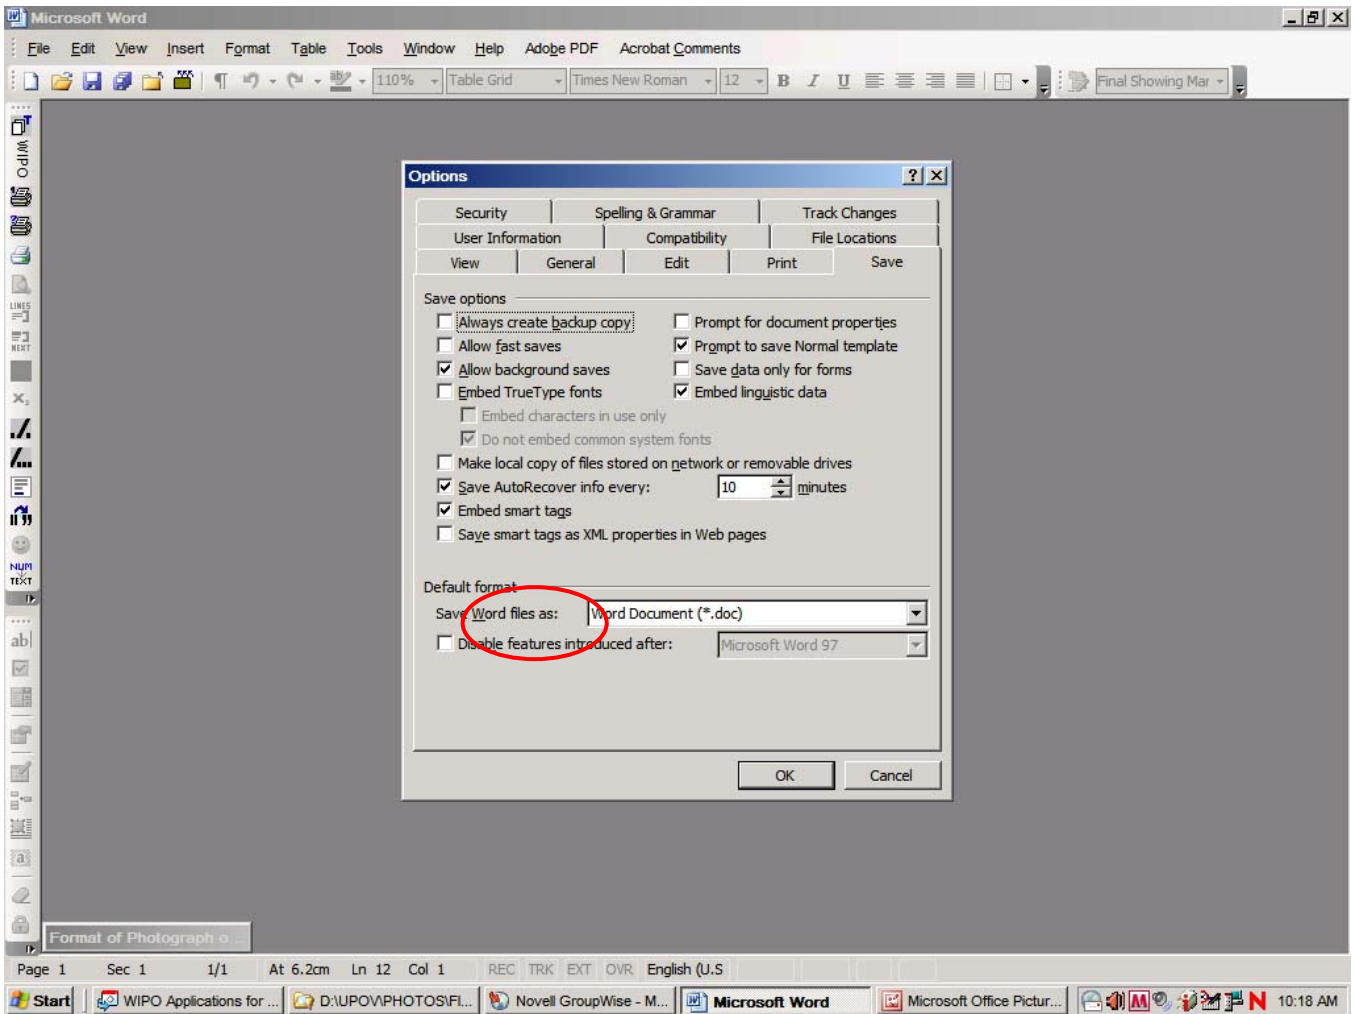 Microsoft Word
File Edit View Insert Format Table Tools Window Help Adobe PDF Acrobat Comments
110% Table Grid Times New Roman 12 B I U Final Showing Mar
WIPO
LINES
NEXT
NUM
TEXT
ab
a
Options
Security Spelling & Grammar Track Changes
User Information Compatibility File Locations
View General Edit Print Save
Save options
Always create backup copy Prompt for document properties
Allow fast saves Prompt to save Normal template
Allow background saves Save data only for forms
Embed TrueType fonts Embed linguistic data
Embed characters in use only
Do not embed common system fonts
Make local copy of files stored on network or removable drives
Save AutoRecover info every: 10 minutes
Embed smart tags
Save smart tags as XML properties in Web pages
Default format
Save Word files as: Word Document (*.doc)
Disable features introduced after: Microsoft Word 97
OK Cancel
Format of Photograph o...
Page 1 Sec 1 1/1 At 6.2cm Ln 12 Col 1 REC TRK EXT OVR English (U.S
Start WIPO Applications for ... D:\UPOV\PHOTOS\FI... Novell GroupWise - M... Microsoft Word Microsoft Office Pictur... M N 10:18 AM